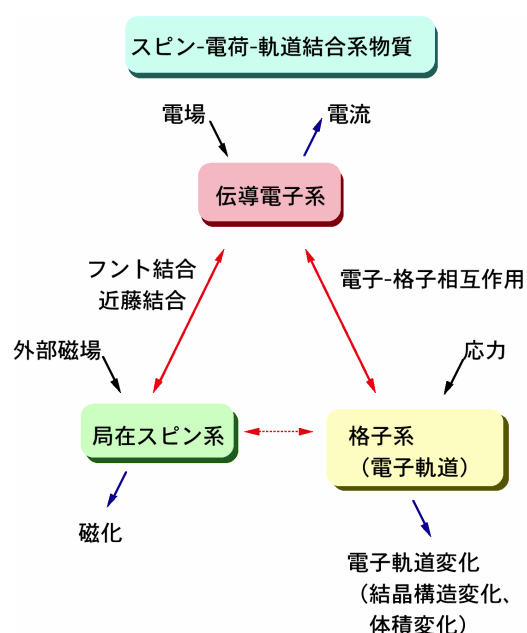 スピン-電荷-軌道結合系物質
電場
電流
伝導電子系
フント結合
近藤結合
電子-格子相互作用
外部磁場
応力
局在スピン系
格子系
（電子軌道）
磁化
電子軌道変化
（結晶構造変化、
体積変化）